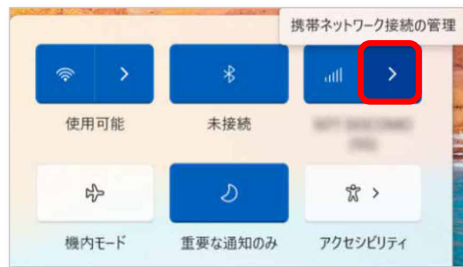 携帯ネットワーク接続の管理
使用可能
未接続
機内モード
重要な通知のみ
アクセシビリティ